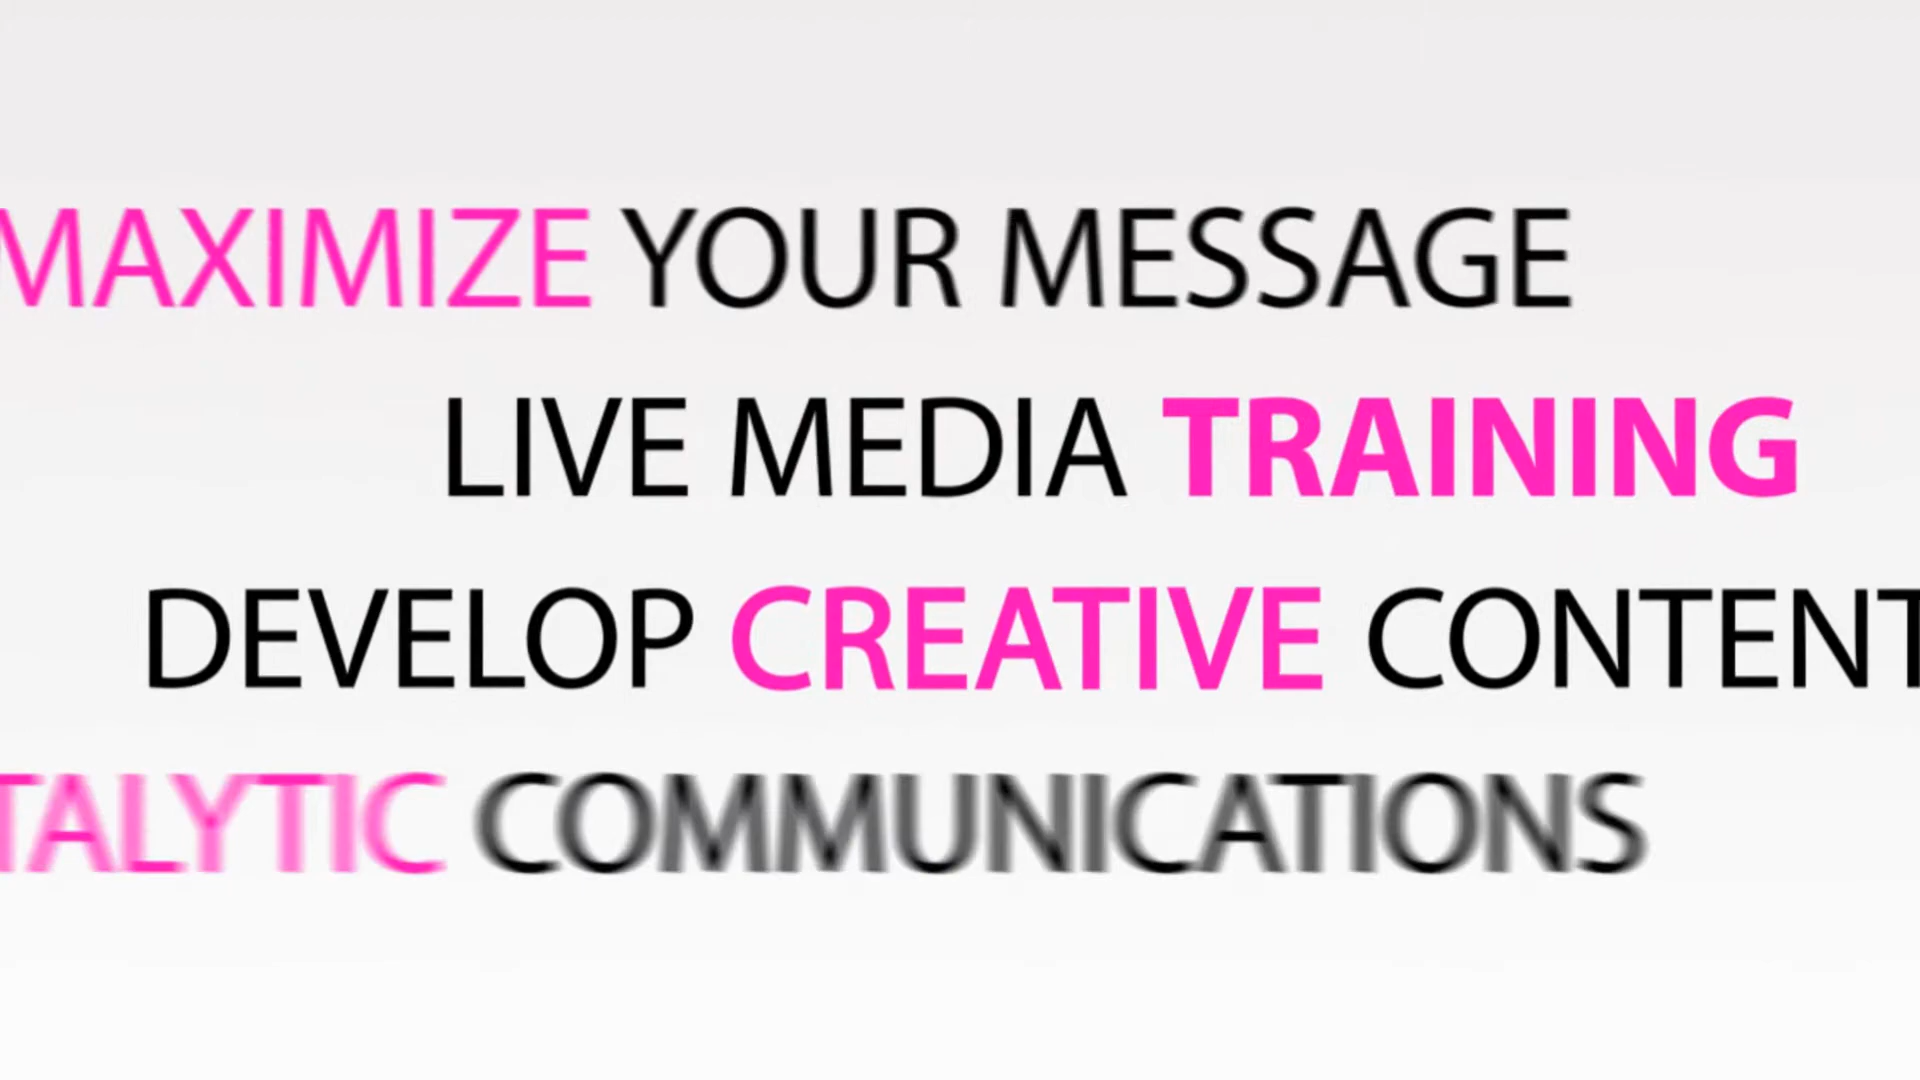 MAXIMIZE YOUR MESSAGE
LIVE MEDIA TRAINING
DEVELOP CREATIVE CONTENT
TALYTIC COMMUNICATIONS